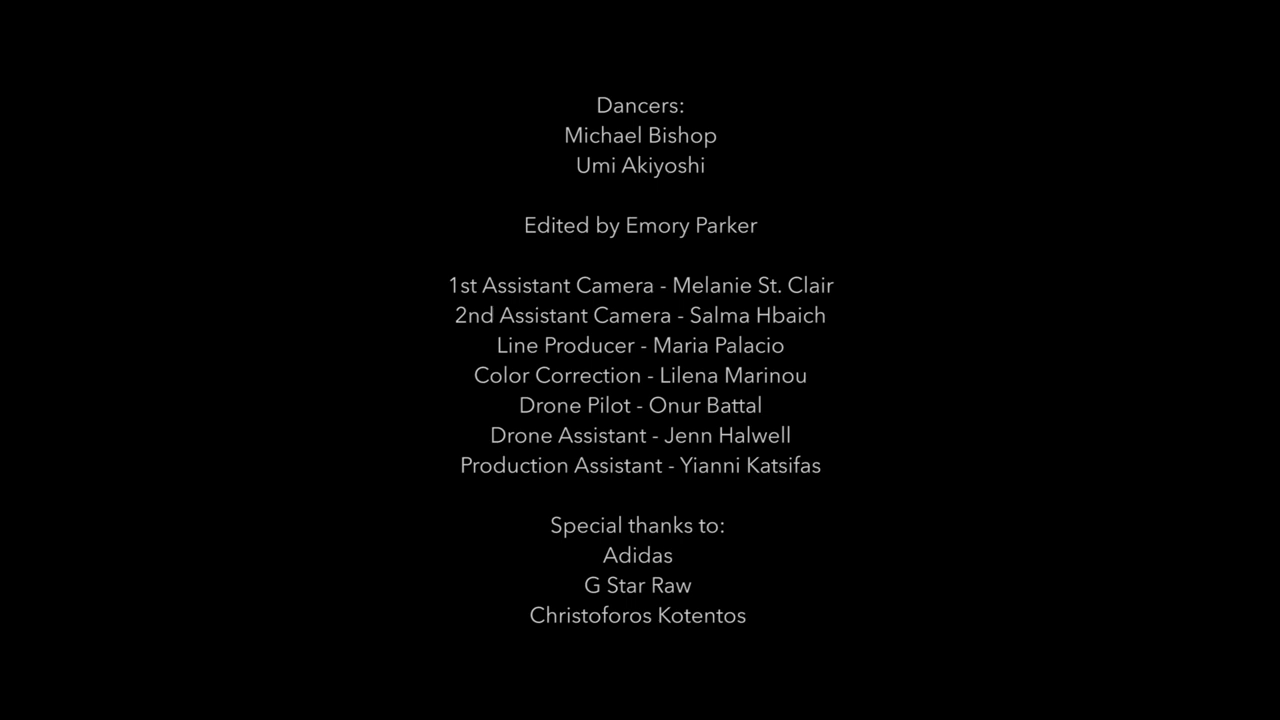 Dancers:
Michael Bishop
Umi Akiyoshi
Edited by Emory Parker
1st Assistant Camera - Melanie St. Clair
2nd Assistant Camera - Salma Hbaich
Line Producer - Maria Palacio
Color Correction - Lilena Marinou
Drone Pilot - Onur Battal
Drone Assistant - Jenn Halwell
Production Assistant - Yianni Katsifas
Special thanks to:
Adidas
G Star Raw
Christoforos Kotentos